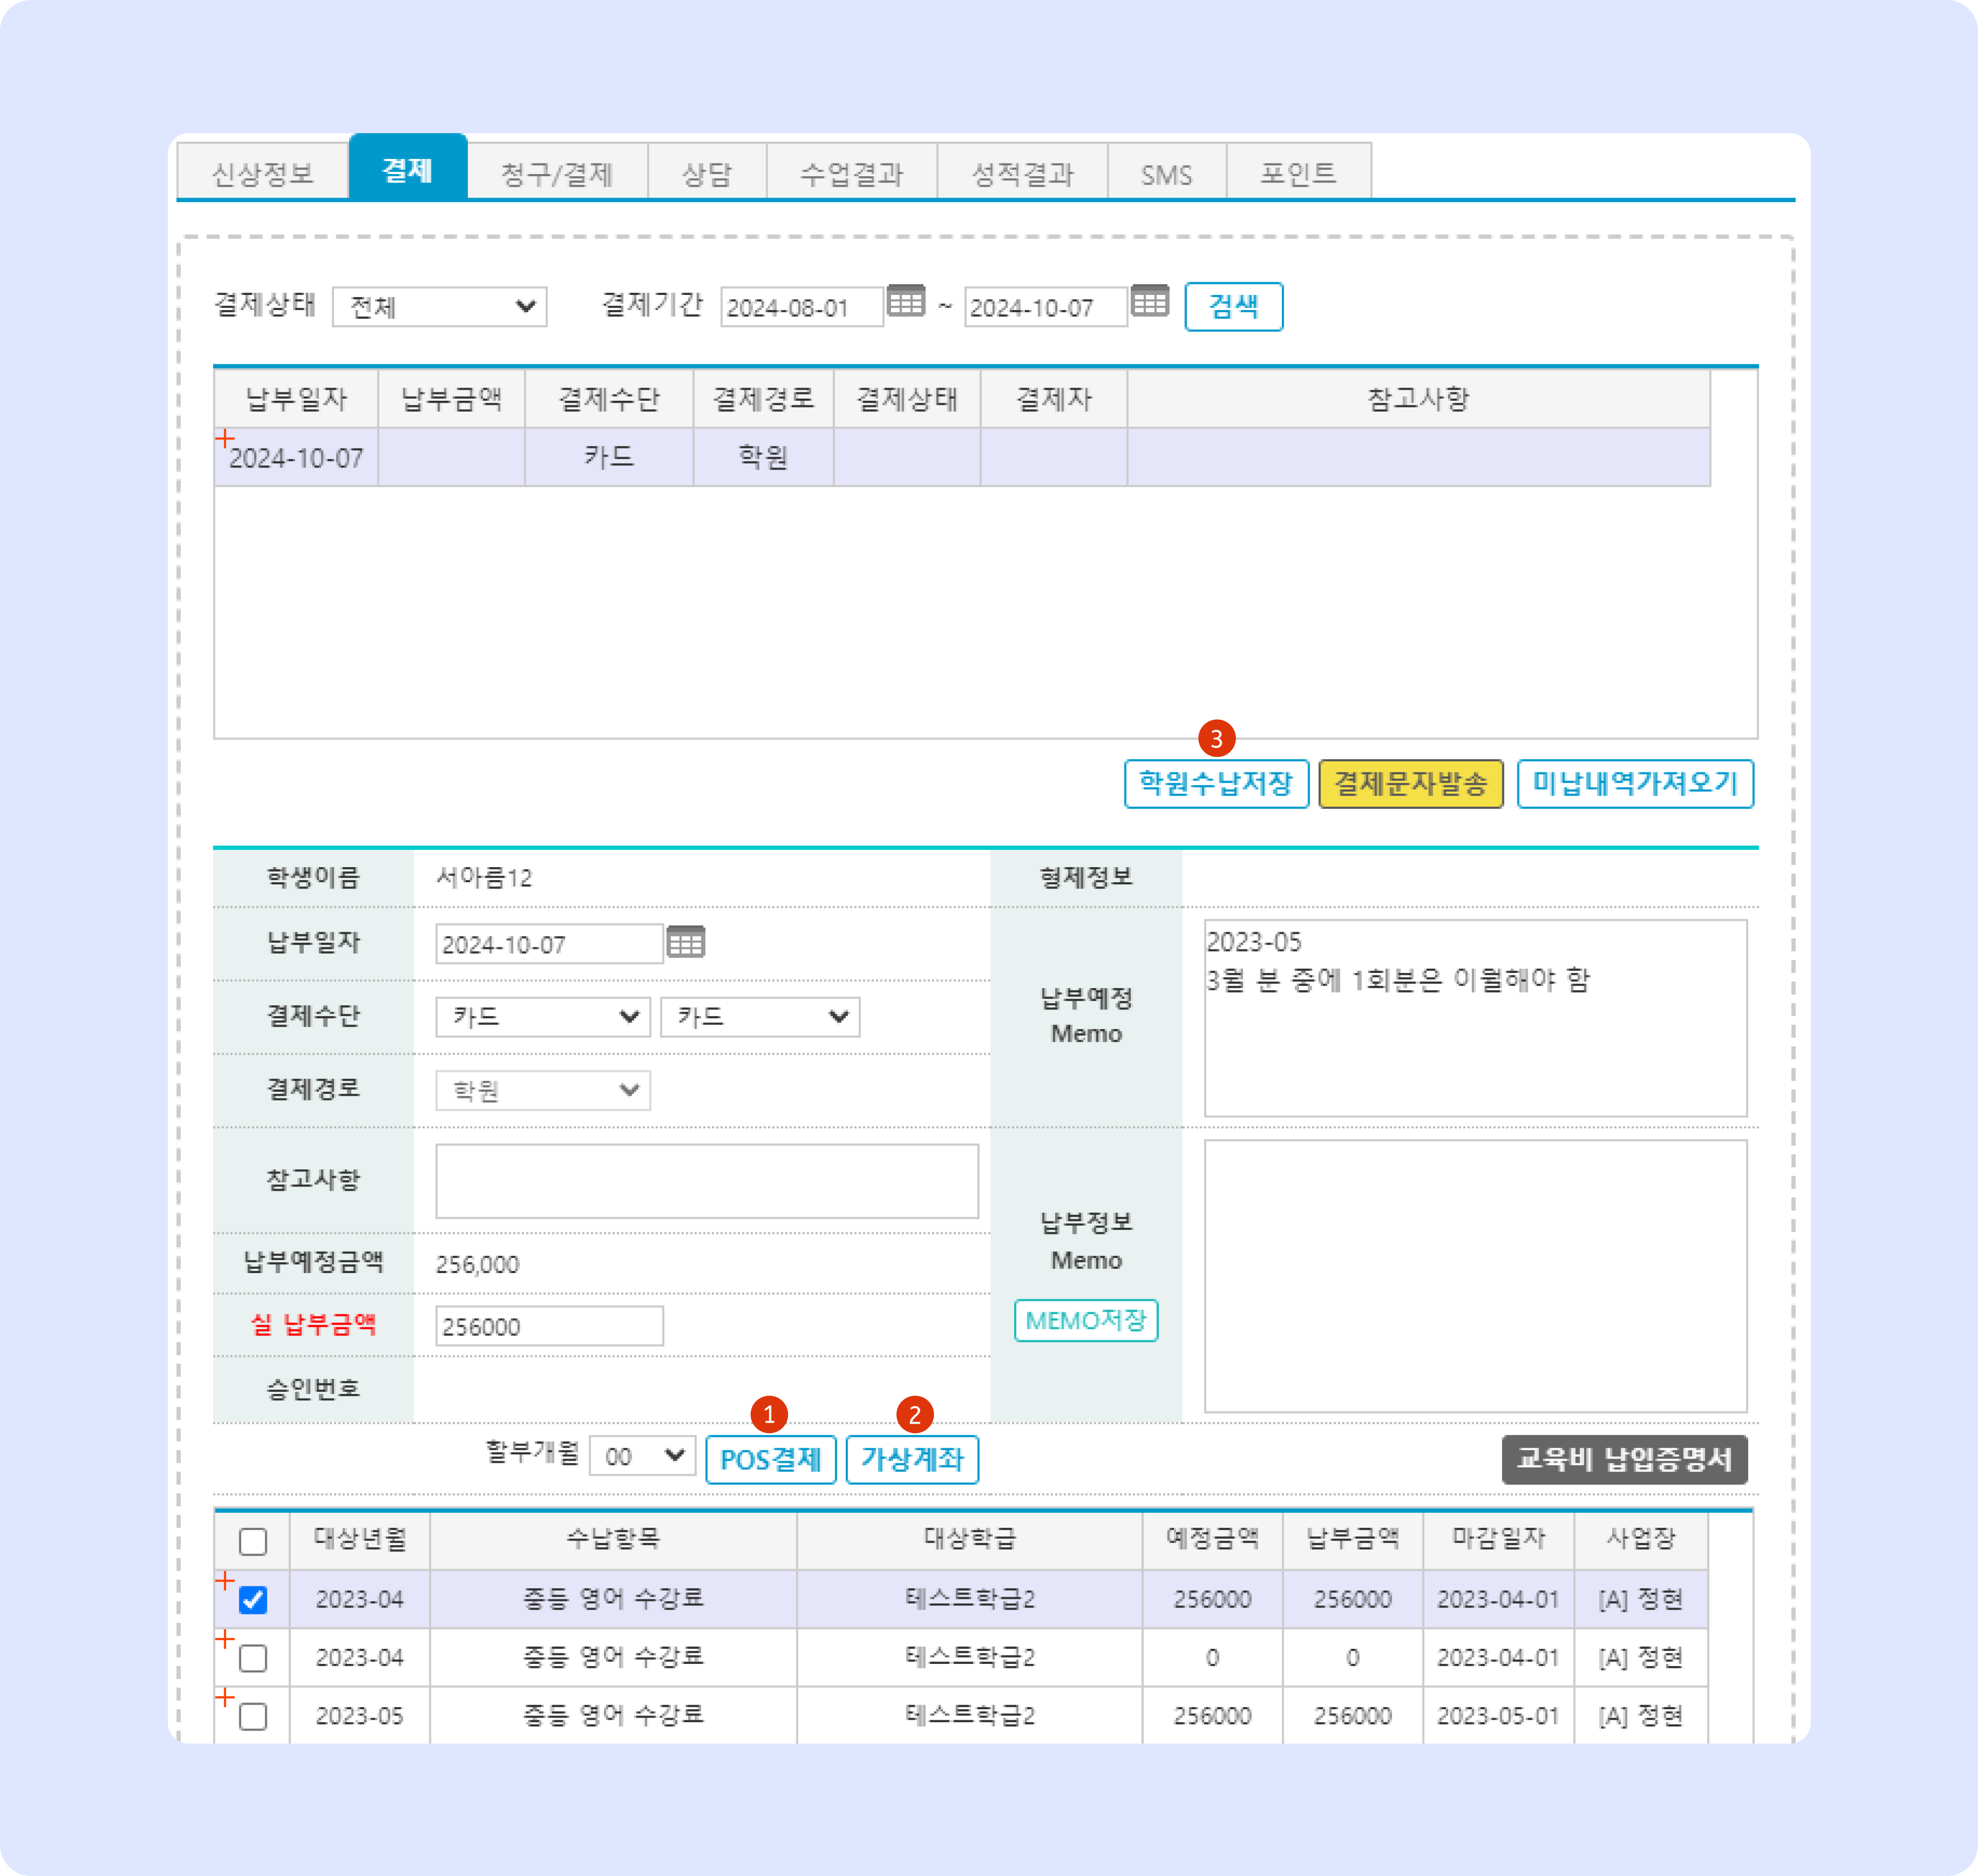 신상정보 결제 청구/결제 상담 수업결과 성적결과 SMS 포인트
결제상태 전체 결제기간 2024-08-01 ~ 2024-10-07 검색
납부일자 납부금액 결제수단 결제경로 결제상태 결제자 참고사항
2024-10-07 카드 학원
3
학원수납저장 결제문자발송 미납내역가져오기
학생이름 서아름12 형제정보
납부일자 2024-10-07
결제수단 카드 카드
결제경로 학원
납부예정
Memo
2023-05
3월 분 중에 1회분은 이월해야 함
참고사항
납부예정금액 256,000
실 납부금액 256000
승인번호
납부정보
Memo
MEMO저장
1 2
할부개월 00 POS결제 가상계좌 교육비 납입증명서
대상년월 수납항목 대상학급 예정금액 납부금액 마감일자 사업장
2023-04 중등 영어 수강료 테스트학급2 256000 256000 2023-04-01 [A] 정현
2023-04 중등 영어 수강료 테스트학급2 0 0 2023-04-01 [A] 정현
2023-05 중등 영어 수강료 테스트학급2 256000 256000 2023-05-01 [A] 정현